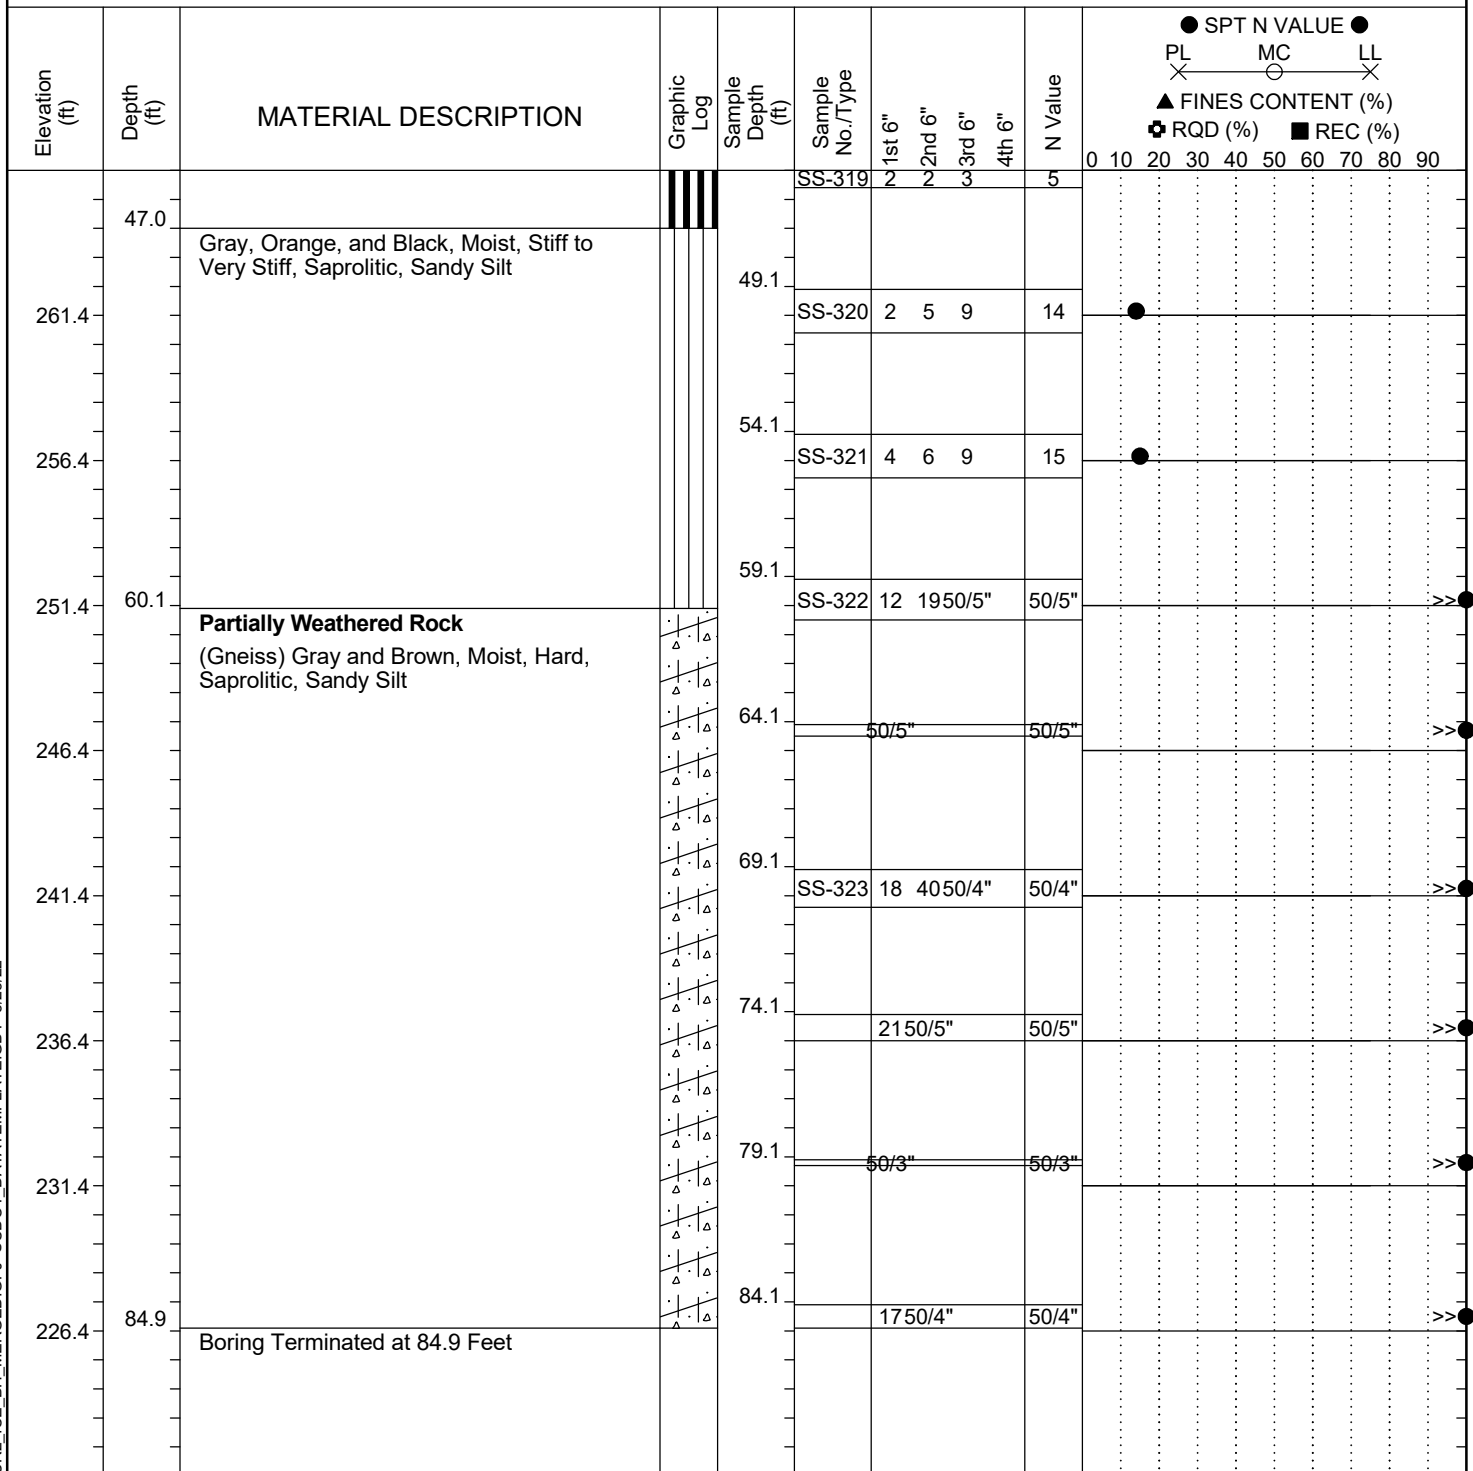 ● SPT N VALUE ●
PL MC LL
▲ FINES CONTENT (%)
RQD (%) ■ REC (%)
0 10 20 30 40 50 60 70 80 90
Elevation (ft)
Depth (ft)
MATERIAL DESCRIPTION
Graphic Log
Sample Depth (ft)
Sample No./Type
1st 6"
2nd 6"
3rd 6"
4th 6"
N Value
SS-319 2 2 3 5
47.0
Gray, Orange, and Black, Moist, Stiff to
Very Stiff, Saprolitic, Sandy Silt
49.1
261.4 SS-320 2 5 9 14
54.1
256.4 SS-321 4 6 9 15
59.1
251.4 60.1 SS-322 12 19 50/5" 50/5" >>
Partially Weathered Rock
(Gneiss) Gray and Brown, Moist, Hard,
Saprolitic, Sandy Silt
64.1
50/5" 50/5" >>
246.4
69.1
241.4 SS-323 18 40 50/4" 50/4" >>
74.1
21 50/5" 50/5" >>
236.4
79.1
50/3" 50/3" >>
231.4
84.1
84.9 17 50/4" 50/4" >>
226.4
Boring Terminated at 84.9 Feet